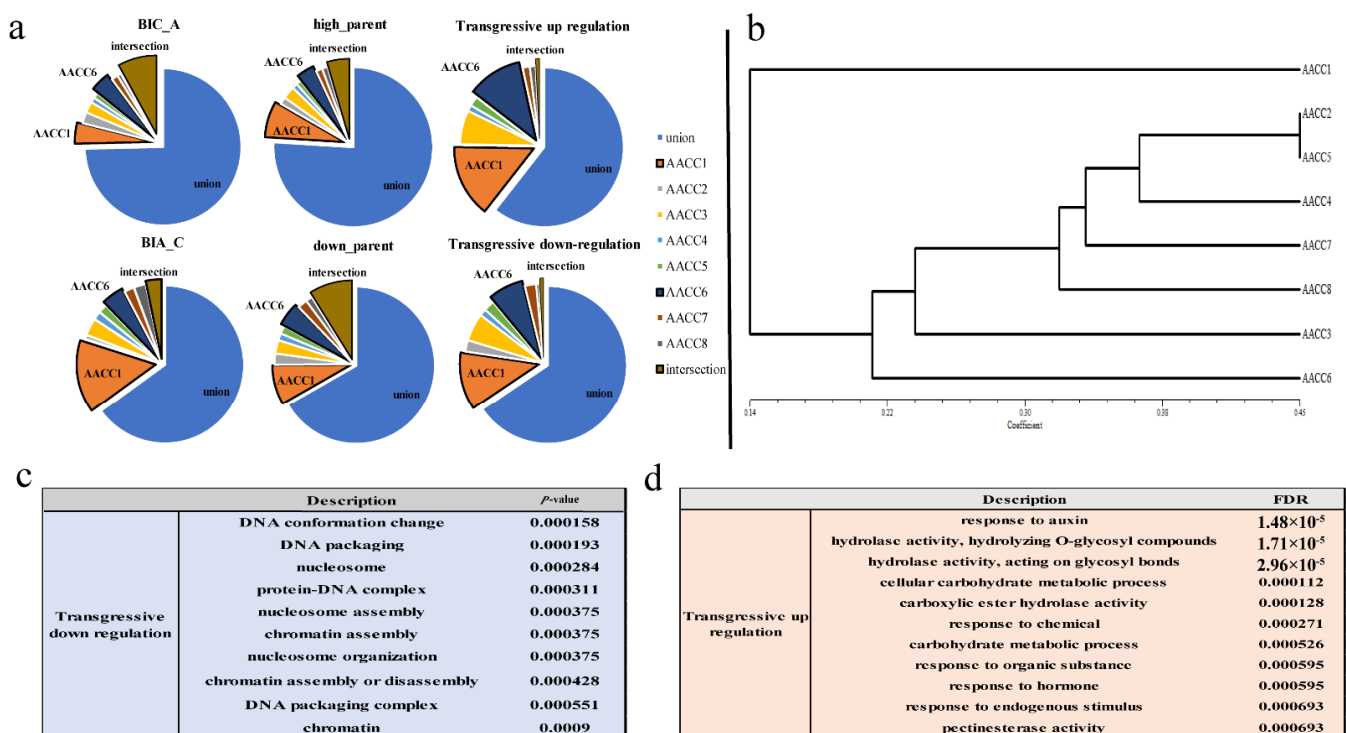 a
BIC_A
intersection
AACC6
AACC1
union
high_parent
intersection
AACC6
AACC1
union
Transgressive up regulation
intersection
AACC6
AACC1
union
BIA_C
intersection
AACC6
AACC1
union
down_parent
intersection
AACC6
AACC1
union
Transgressive down-regulation
intersection
AACC6
AACC1
union
union
AACC1
AACC2
AACC3
AACC4
AACC5
AACC6
AACC7
AACC8
intersection
b
AACC1
AACC2
AACC5
AACC4
AACC7
AACC8
AACC3
AACC6
0.14 0.22 0.30 0.38 0.45
Coefficient
c
Description P-value
Transgressive
down regulation
DNA conformation change 0.000158
DNA packaging 0.000193
nucleosome 0.000284
protein-DNA complex 0.000311
nucleosome assembly 0.000375
chromatin assembly 0.000375
nucleosome organization 0.000375
chromatin assembly or disassembly 0.000428
DNA packaging complex 0.000551
chromatin 0.0009
d
Description FDR
Transgressive up
regulation
response to auxin 1.48×10⁻⁵
hydrolase activity, hydrolyzing O-glycosyl compounds 1.71×10⁻⁵
hydrolase activity, acting on glycosyl bonds 2.96×10⁻⁵
cellular carbohydrate metabolic process 0.000112
carboxylic ester hydrolase activity 0.000128
response to chemical 0.000271
carbohydrate metabolic process 0.000526
response to organic substance 0.000595
response to hormone 0.000595
response to endogenous stimulus 0.000693
pectinesterase activity 0.000693